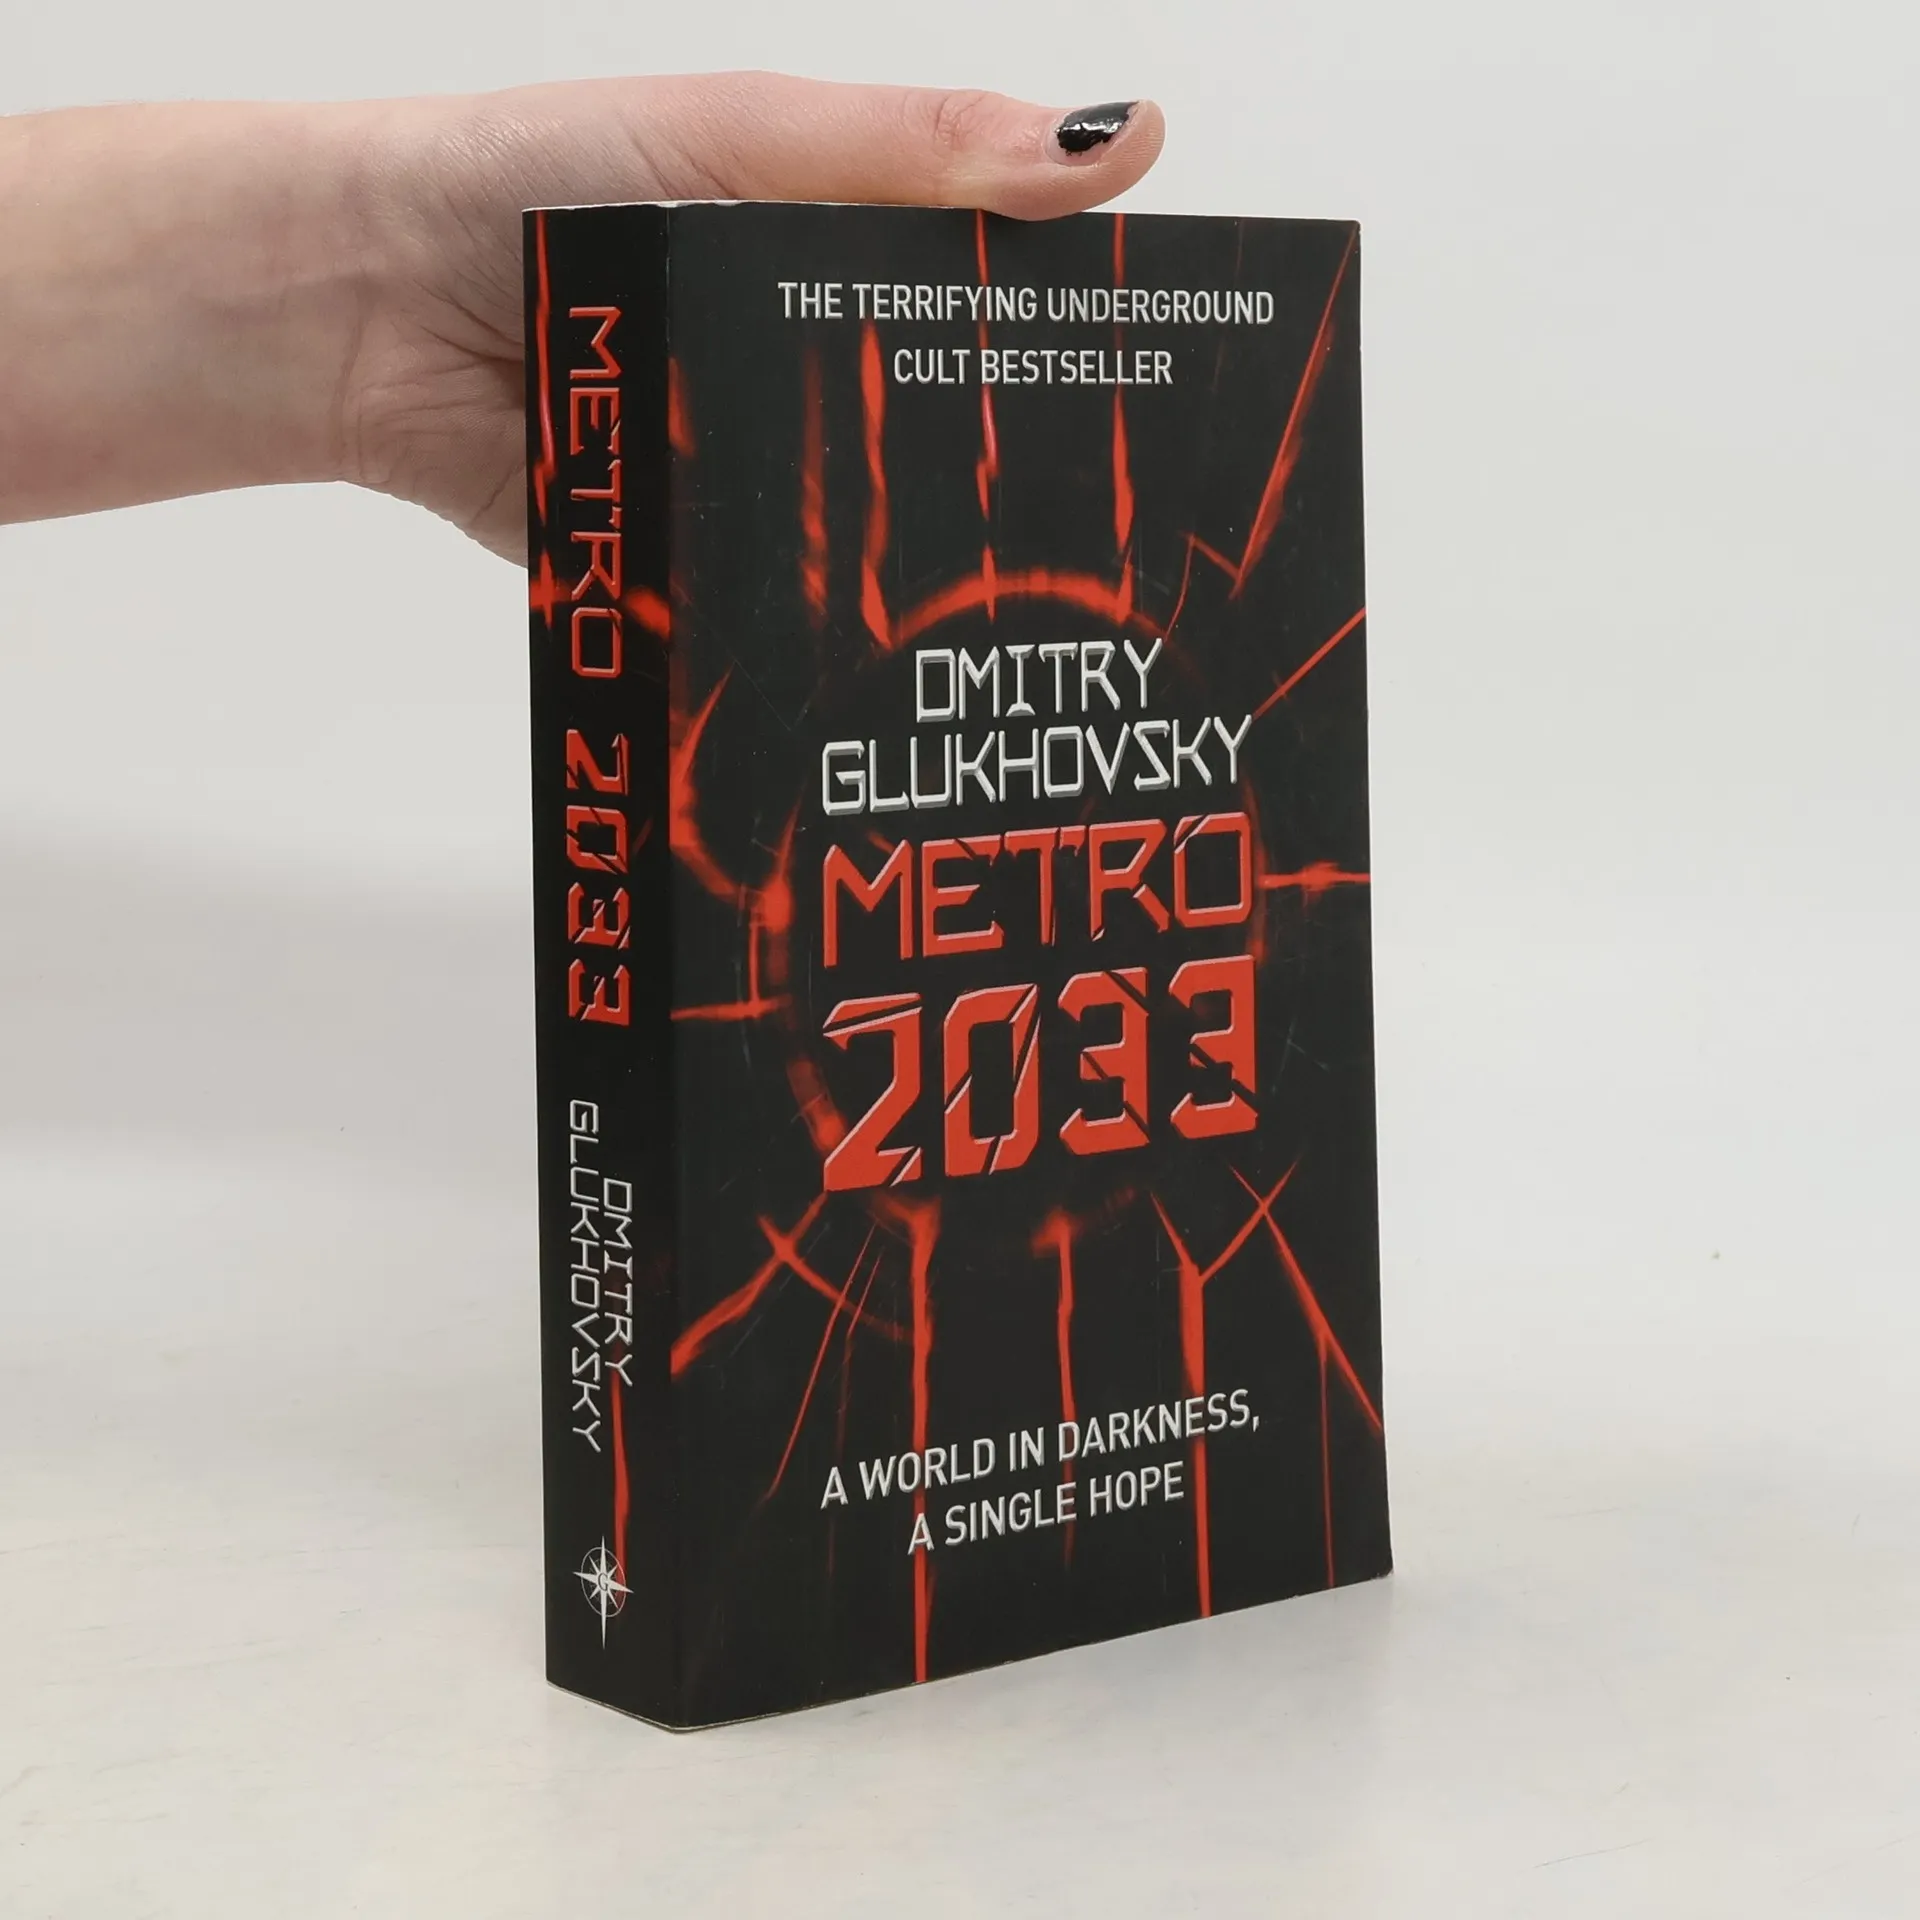 METRO 2033
DMITRY
GLUKHOVSKY
G
THE TERRIFYING UNDERGROUND
CULT BESTSELLER
DMITRY
GLUKHOVSKY
METRO
2033
A WORLD IN DARKNESS,
A SINGLE HOPE